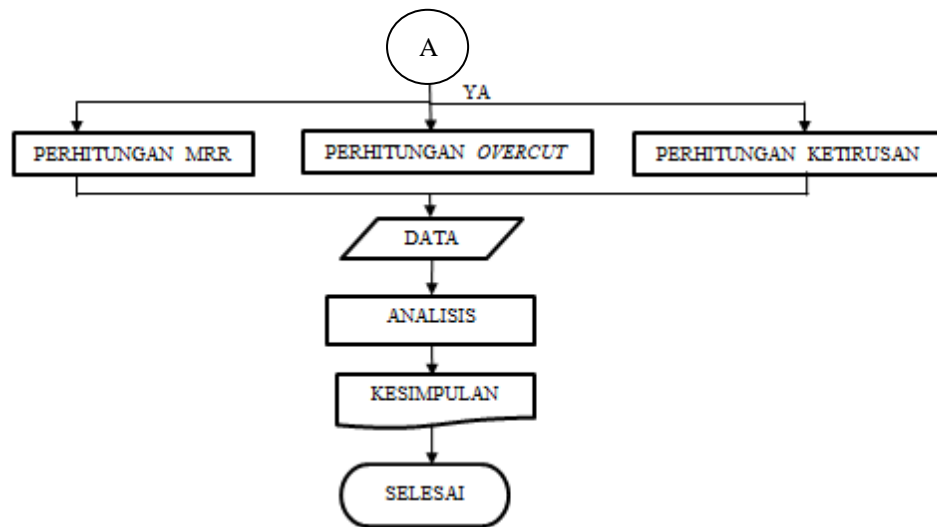 A
YA
PERHITUNGAN MRR
PERHITUNGAN OVERCUT
PERHITUNGAN KETIRUSAN
DATA
ANALISIS
KESIMPULAN
SELESAI